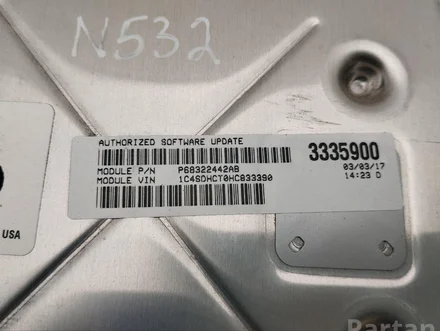 N532
AUTHORIZED SOFTWARE UPDATE
MODULE P/N P68322442AB
MODULE VIN 1C4SDHCT0HC833390
3335900
03/03/17
14:23 D
USA
Partan